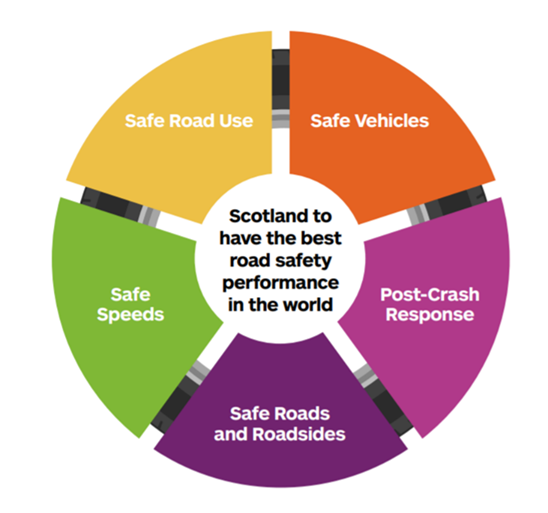 Safe Road Use
Safe Vehicles
Scotland to
have the best
road safety
performance
in the world
Safe
Speeds
Post-Crash
Response
Safe Roads
and Roadsides